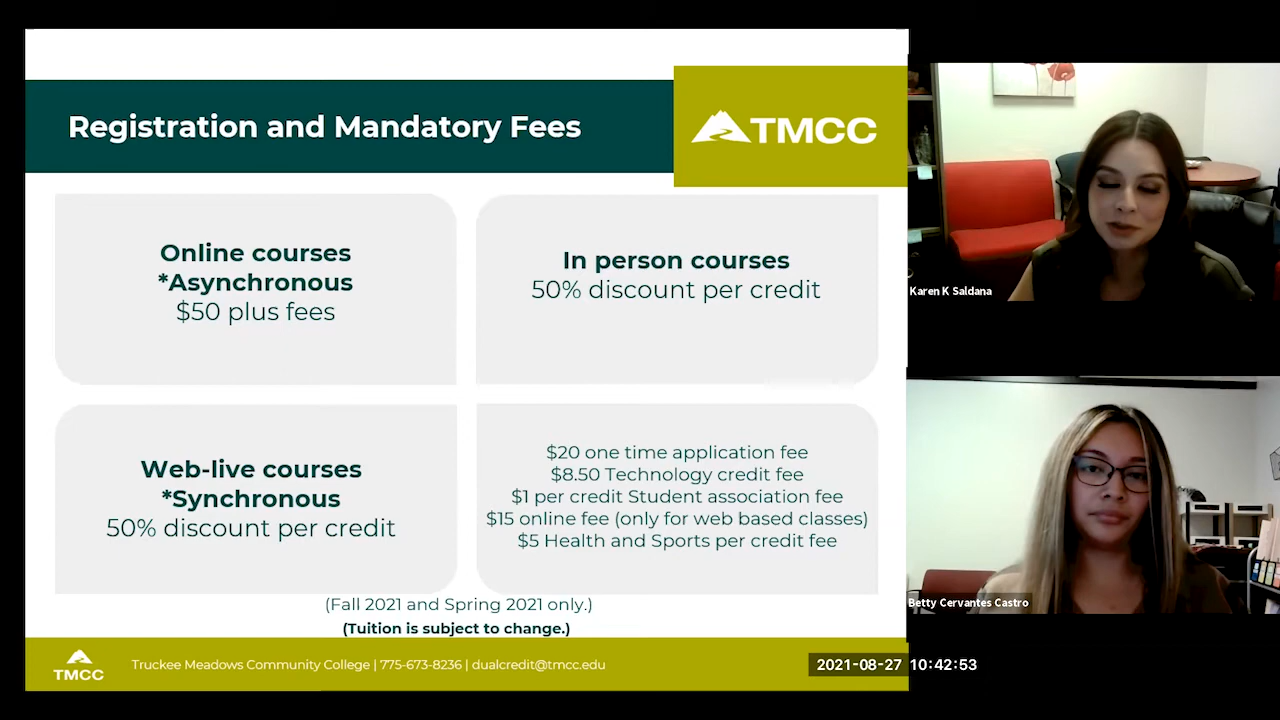 Registration and Mandatory Fees
TMCC
Online courses
*Asynchronous
$50 plus fees
In person courses
50% discount per credit
Web-live courses
*Synchronous
50% discount per credit
$20 one time application fee
$8.50 Technology credit fee
$1 per credit Student association fee
$15 online fee (only for web based classes)
$5 Health and Sports per credit fee
(Fall 2021 and Spring 2021 only.)
(Tuition is subject to change.)
TMCC
Truckee Meadows Community College | 775-673-8236 | dualcredit@tmcc.edu
2021-08-27 10:42:53
Karen K Saldana
Betty Cervantes Castro